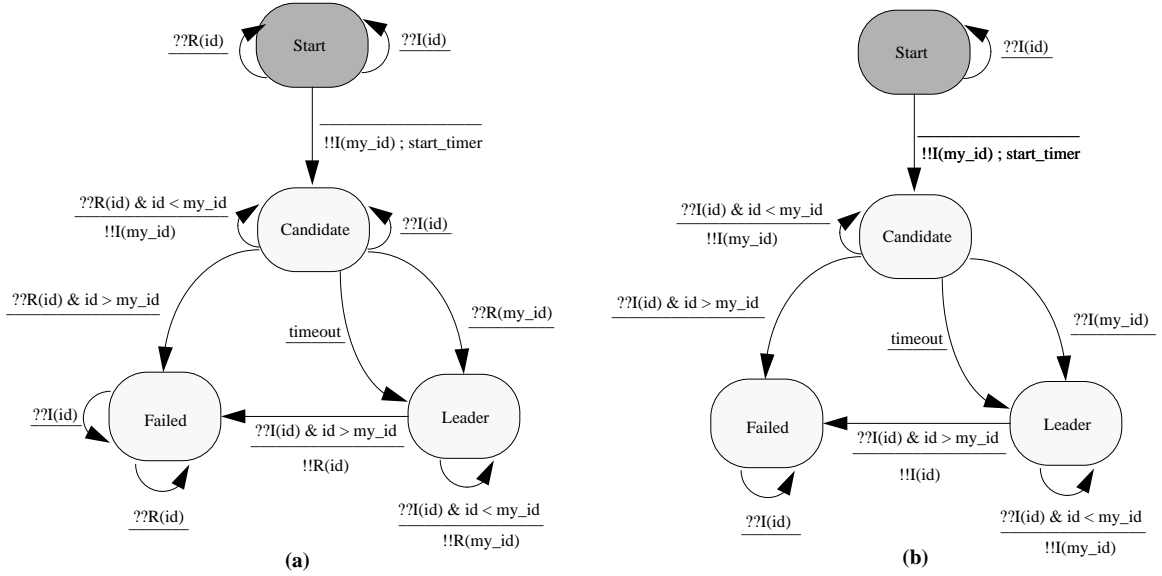 ??R(id)
Start
??I(id)
!!I(my_id) ; start_timer
??R(id) & id < my_id
!!I(my_id)
Candidate
??I(id)
??R(id) & id > my_id
timeout
??R(my_id)
??I(id)
Failed
??I(id) & id > my_id
!!R(id)
Leader
??R(id)
??I(id) & id < my_id
!!R(my_id)
(a)
Start
??I(id)
!!I(my_id) ; start_timer
??I(id) & id < my_id
!!I(my_id)
Candidate
??I(id) & id > my_id
timeout
??I(my_id)
Failed
??I(id) & id > my_id
!!I(id)
Leader
??I(id)
??I(id) & id < my_id
!!I(my_id)
(b)